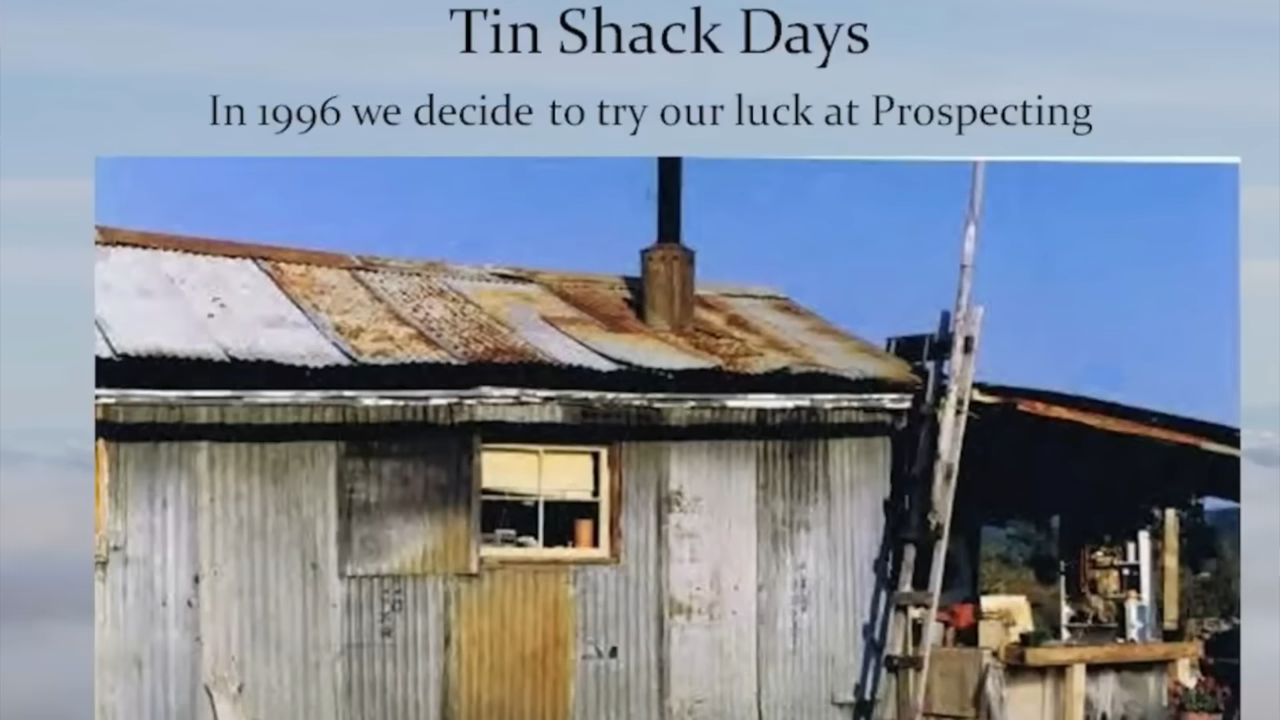 Tin Shack Days
In 1996 we decide to try our luck at Prospecting